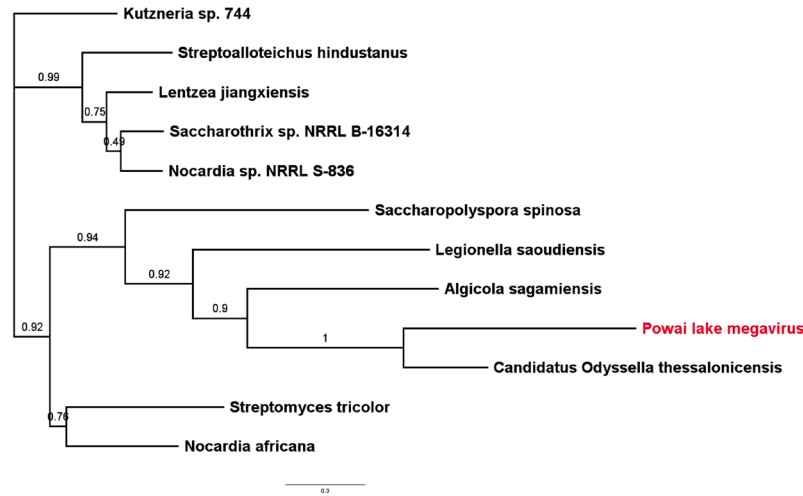 Kutzneria sp. 744
Streptoalloteichus hindustanus
0.99
Lentzea jiangxiensis
0.75
Saccharothrix sp. NRRL B-16314
0.49
Nocardia sp. NRRL S-836
Saccharopolyspora spinosa
0.94
Legionella saoudiensis
0.92
Algicola sagamiensis
0.9
Powai lake megavirus
0.92
1
Candidatus Odyssella thessalonicensis
Streptomyces tricolor
0.76
Nocardia africana
0.3